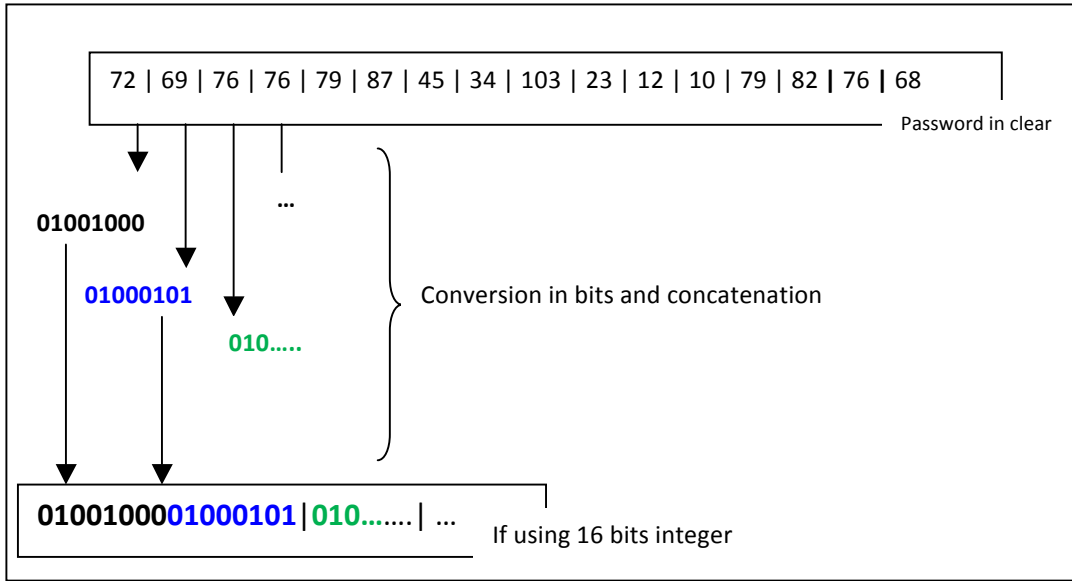 72 | 69 | 76 | 76 | 79 | 87 | 45 | 34 | 103 | 23 | 12 | 10 | 79 | 82 | 76 | 68
Password in clear
...
01001000
01000101
Conversion in bits and concatenation
010.....
0100100001000101|010.......| ...
If using 16 bits integer